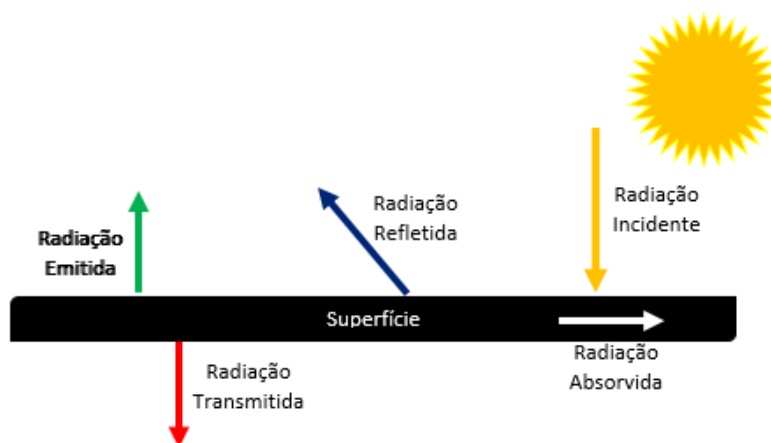 Radiação
Incidente
Radiação
Refletida
Radiação
Emitida
Superfície
Radiação
Absorvida
Radiação
Transmitida